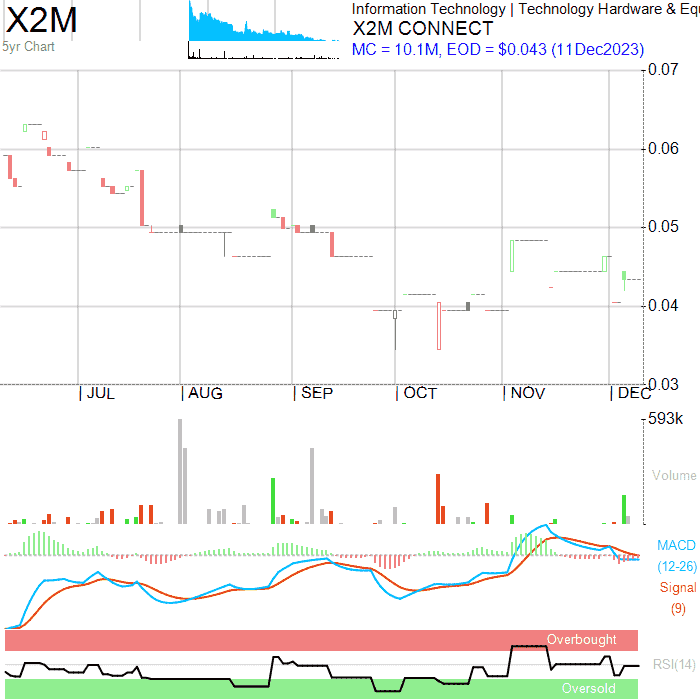 X2M
5yr Chart
Information Technology | Technology Hardware & Equ
X2M CONNECT
MC = 10.1M, EOD = $0.043 (11Dec2023)
0.07
0.06
0.05
0.04
0.03
| JUL | AUG | SEP | OCT | NOV | DEC
593k
Volume
MACD
(12-26)
Signal
(9)
Overbought
RSI(14)
Oversold